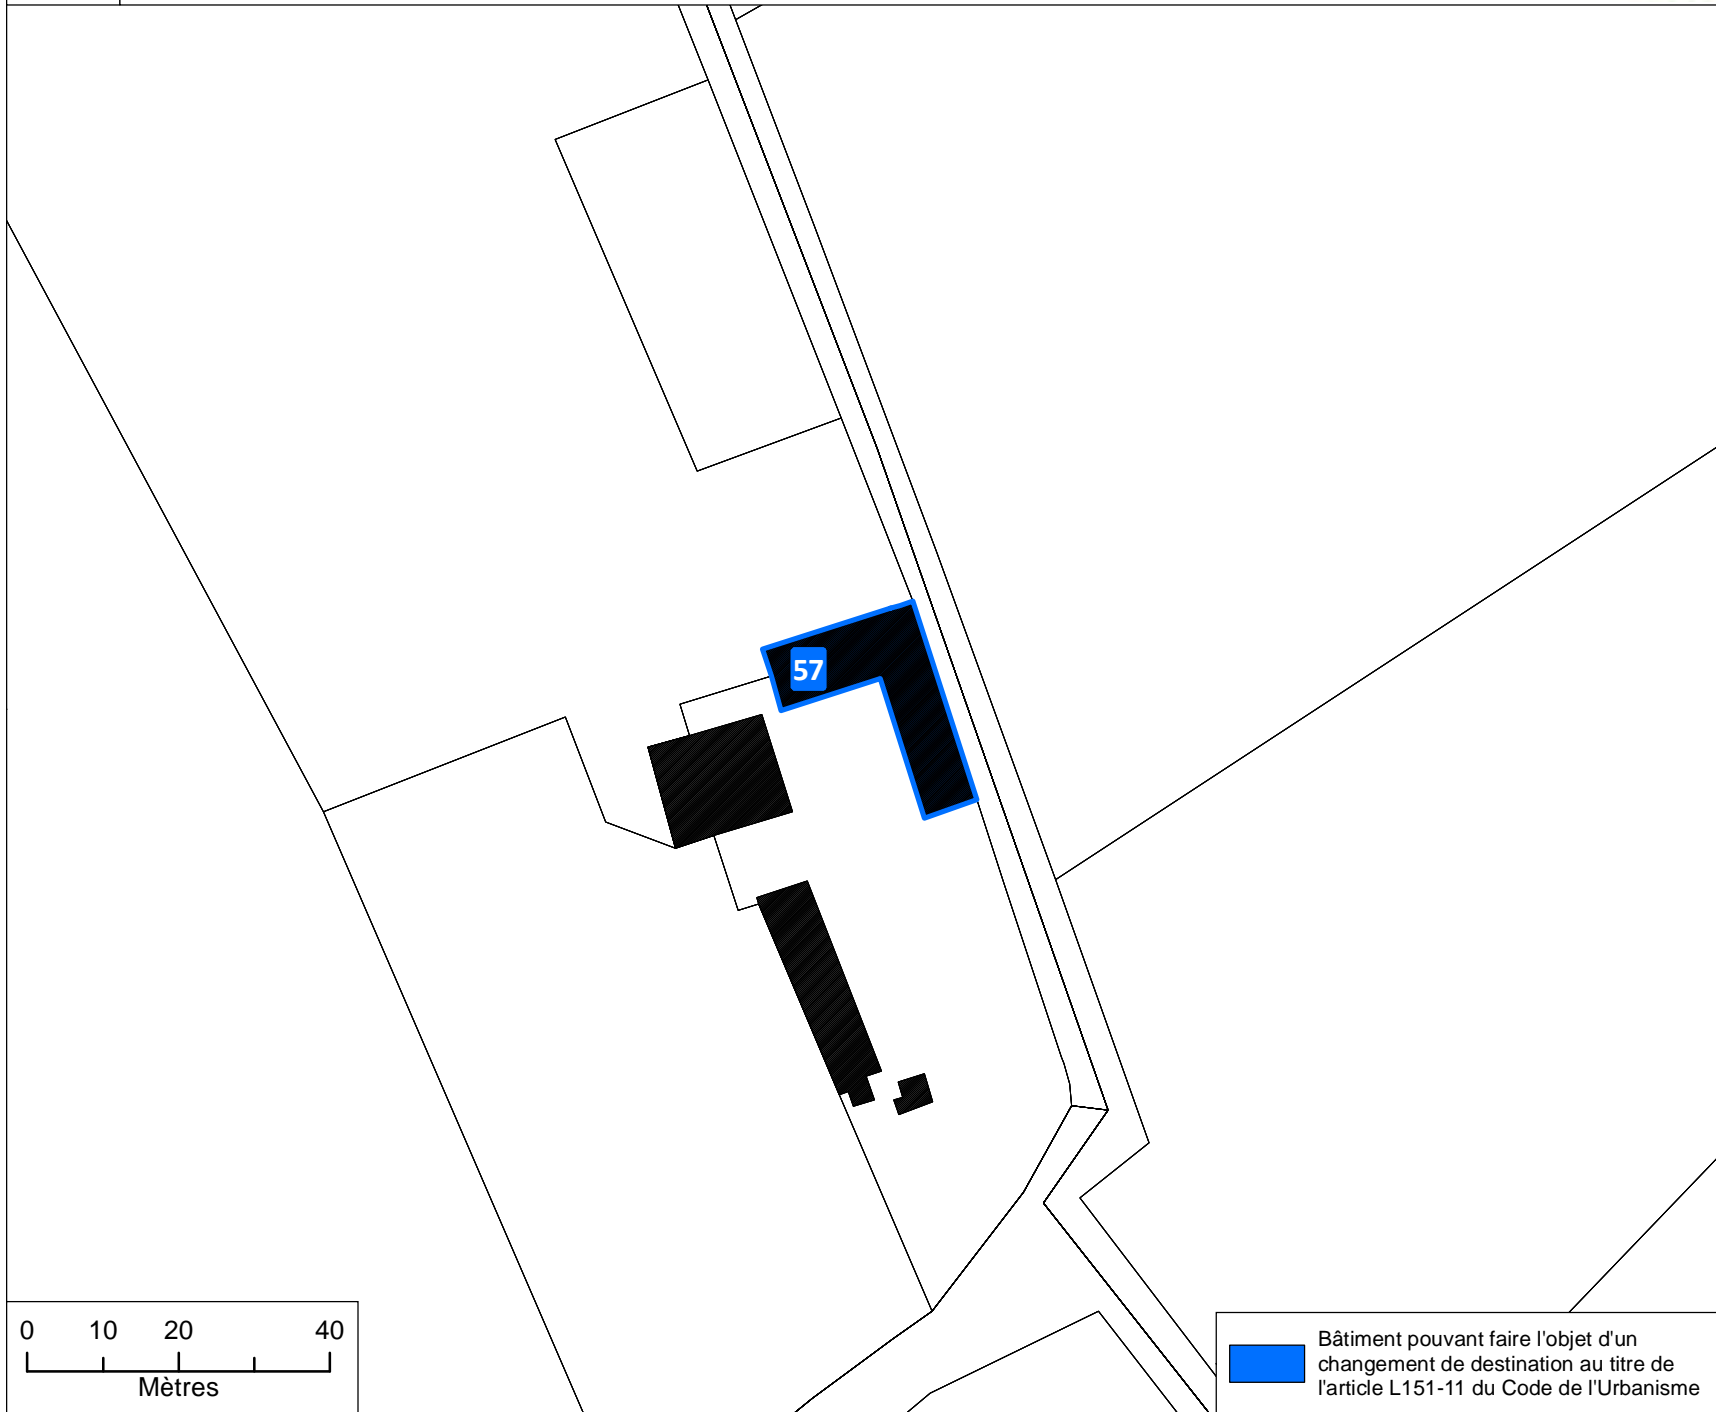 57
0 10 20 40
Mètres
Bâtiment pouvant faire l'objet d'un
changement de destination au titre de
l'article L151-11 du Code de l'Urbanisme